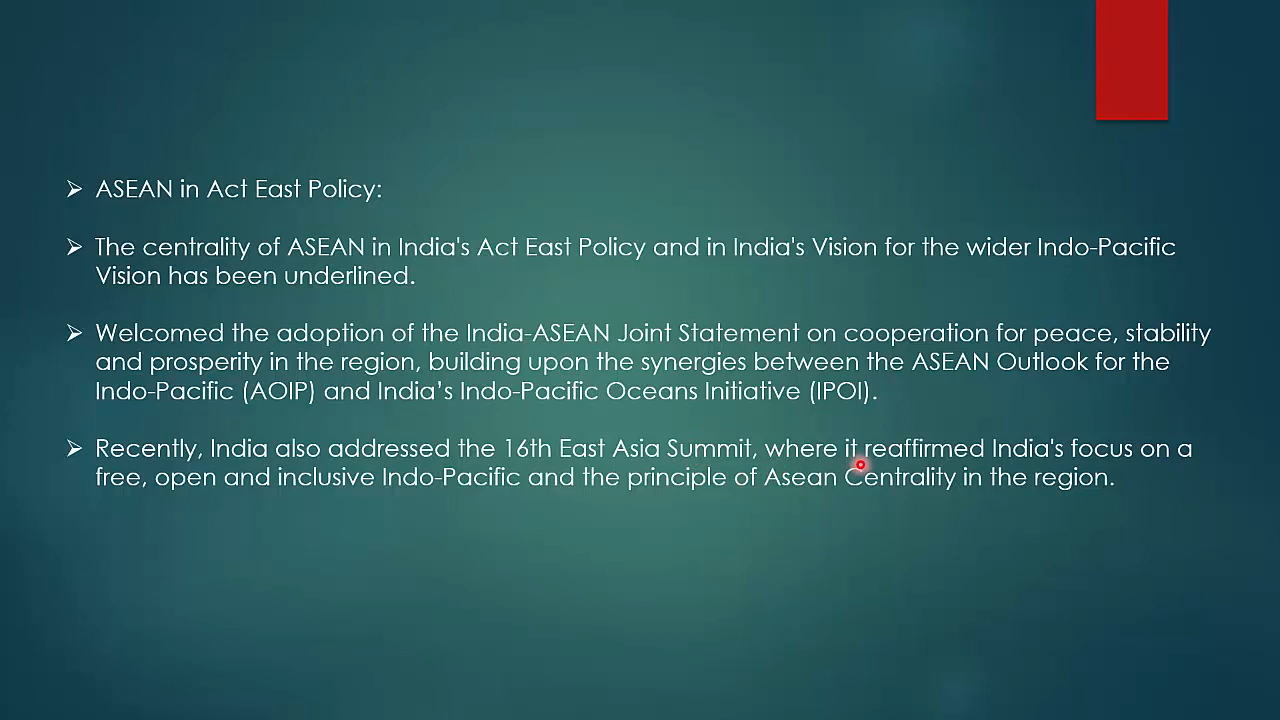 ➢ ASEAN in Act East Policy:
➢ The centrality of ASEAN in India's Act East Policy and in India's Vision for the wider Indo-Pacific
Vision has been underlined.
➢ Welcomed the adoption of the India-ASEAN Joint Statement on cooperation for peace, stability
and prosperity in the region, building upon the synergies between the ASEAN Outlook for the
Indo-Pacific (AOIP) and India’s Indo-Pacific Oceans Initiative (IPOI).
➢ Recently, India also addressed the 16th East Asia Summit, where it reaffirmed India's focus on a
free, open and inclusive Indo-Pacific and the principle of Asean Centrality in the region.